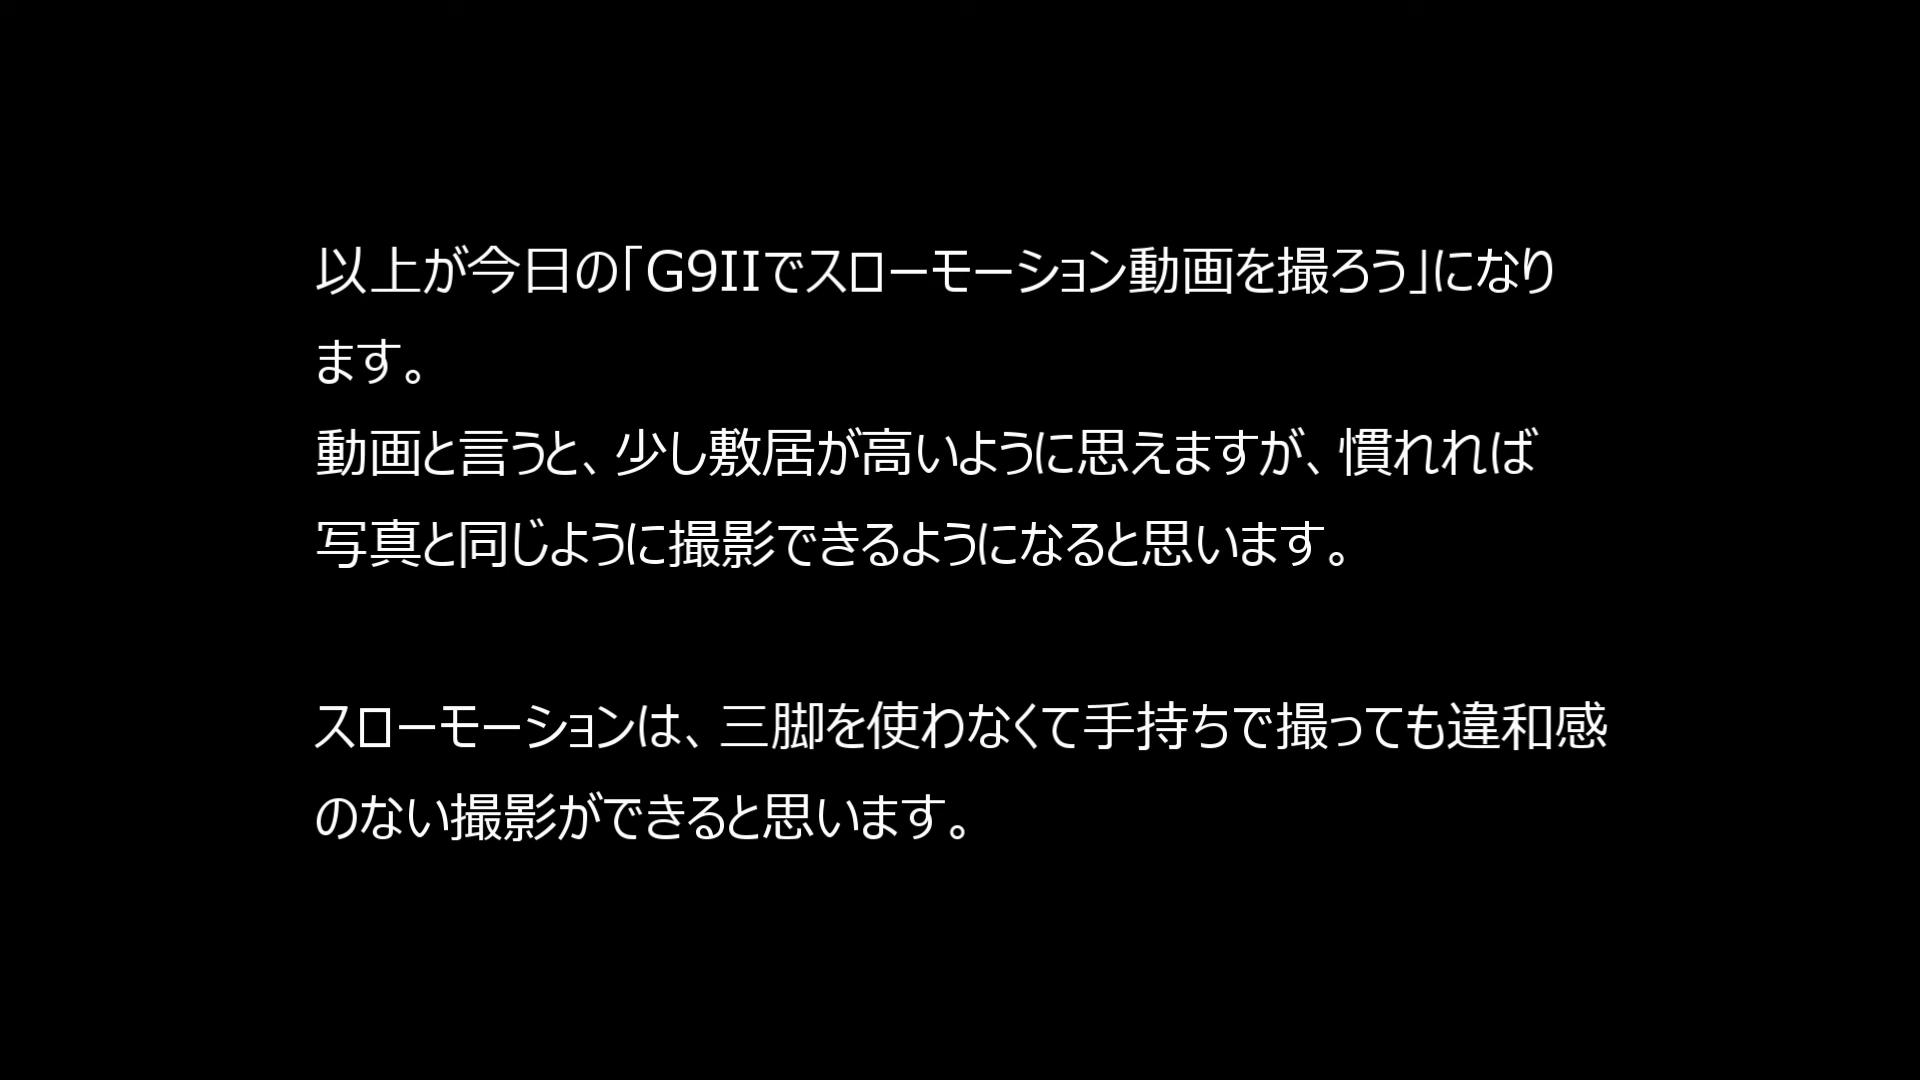 以上が今日の「G9IIでスローモーション動画を撮ろう」になり
ます。
動画と言うと、少し敷居が高いように思えますが、慣れれば
写真と同じように撮影できるようになると思います。
スローモーションは、三脚を使わなくて手持ちで撮っても違和感
のない撮影ができると思います。